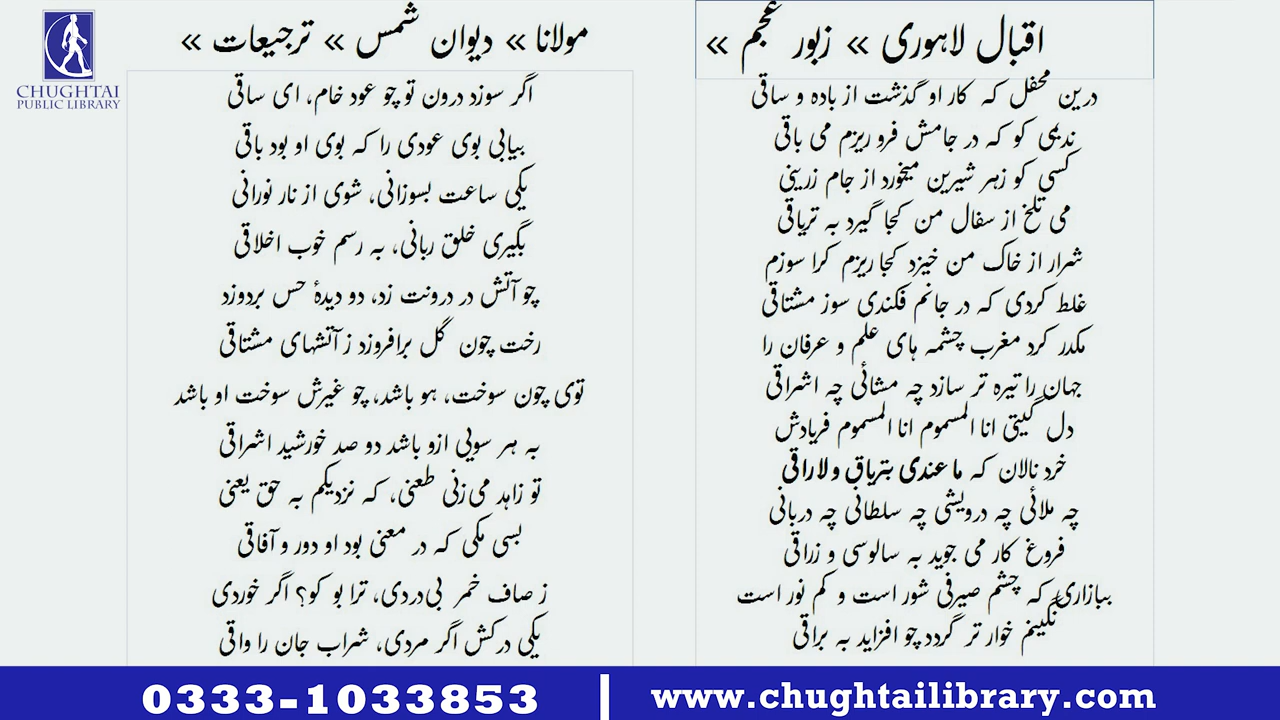 اقبال لاہوری » زبور عجم »
درین محفل که کار او گذشت از باده و ساقی
ندیمی کو که در جامش فرو ریزم می باقی
کسی کو زهر شیرین میخورد از جام زرینی
می تلخ از سفال من کجا گیرد به تریاقی
شرار از خاک من خیزد کجا ریزم کرا سوزم
غلط کردی که در جانم فکندی سوز مشتاقی
مکدر کرد مغرب چشمه های علم و عرفان را
جهان را تیره تر سازد چه مشائی چه اشراقی
دل گیتی انا المسموم انا المسموم فریادش
خرد نالان که ما عندی بتریاق و لا راقی
چه ملائی چه درویشی چه سلطانی چه دربانی
فروغ کار می جوید به سالوسی و زراقی
ببازاری که چشم صیرفی شور است و کم نور است
نگینم خوار تر گردد چو افزاید به براقی
مولانا » دیوان شمس » ترجیعات »
اگر سوزد درون تو چو عود خام، ای ساقی
بیابی بوی عودی را که بوی او بود باقی
یکی ساعت بسوزانی، شوی از نار نورانی
بگیری خلق ربانی، به رسم خوب اخلاقی
چو آتش در درونت زد، دو دیدهٔ حس بردوزد
رخت چون گل برافروزد ز آتشهای مشتاقی
توی چون سوخت، هو باشد، چو غیرش سوخت او باشد
به هر سویی ازو باشد دو صد خورشید اشراقی
تو زاهد می‌زنی طعنی، که نزدیکم به حق یعنی
بسی مکی که در معنی بود او دور و آفاقی
ز صاف خمر بی‌دردی، ترا بو کو؟ اگر خوردی
یکی درکش اگر مردی، شراب جان را واقی
CHUGHTAI
PUBLIC LIBRARY
0333-1033853 | www.chughtailibrary.com